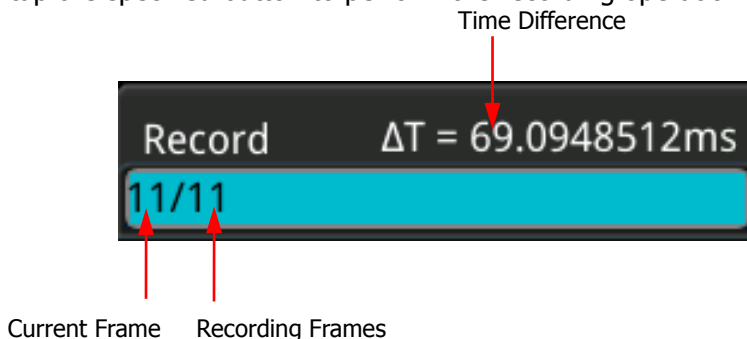 Time Difference
Record ΔT = 69.0948512ms
11/11
Current Frame Recording Frames